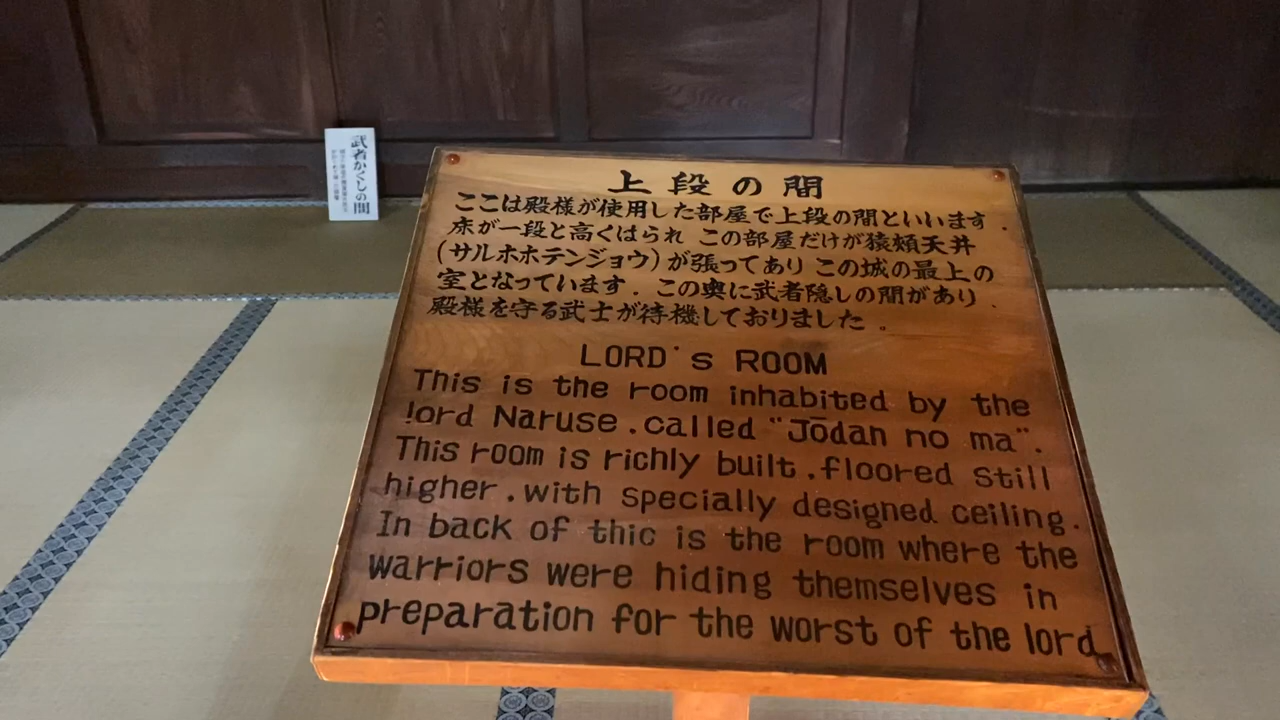 武者かくしの間
上段の間
ここは殿様が使用した部屋で上段の間といいます.
床が一段と高くはられ この部屋だけが猿頬天井
(サルホホテンジョウ)が張ってあり この城の最上の
室となっています. この奥に武者隠しの間があり
殿様を守る武士が待機しておりました。
LORD's ROOM
This is the room inhabited by the
lord Naruse .called "Jōdan no ma".
This room is richly built .floored Still
higher .with specially designed ceiling.
In back of thic is the room where the
warriors were hiding themselves in
preparation for the worst of the lord